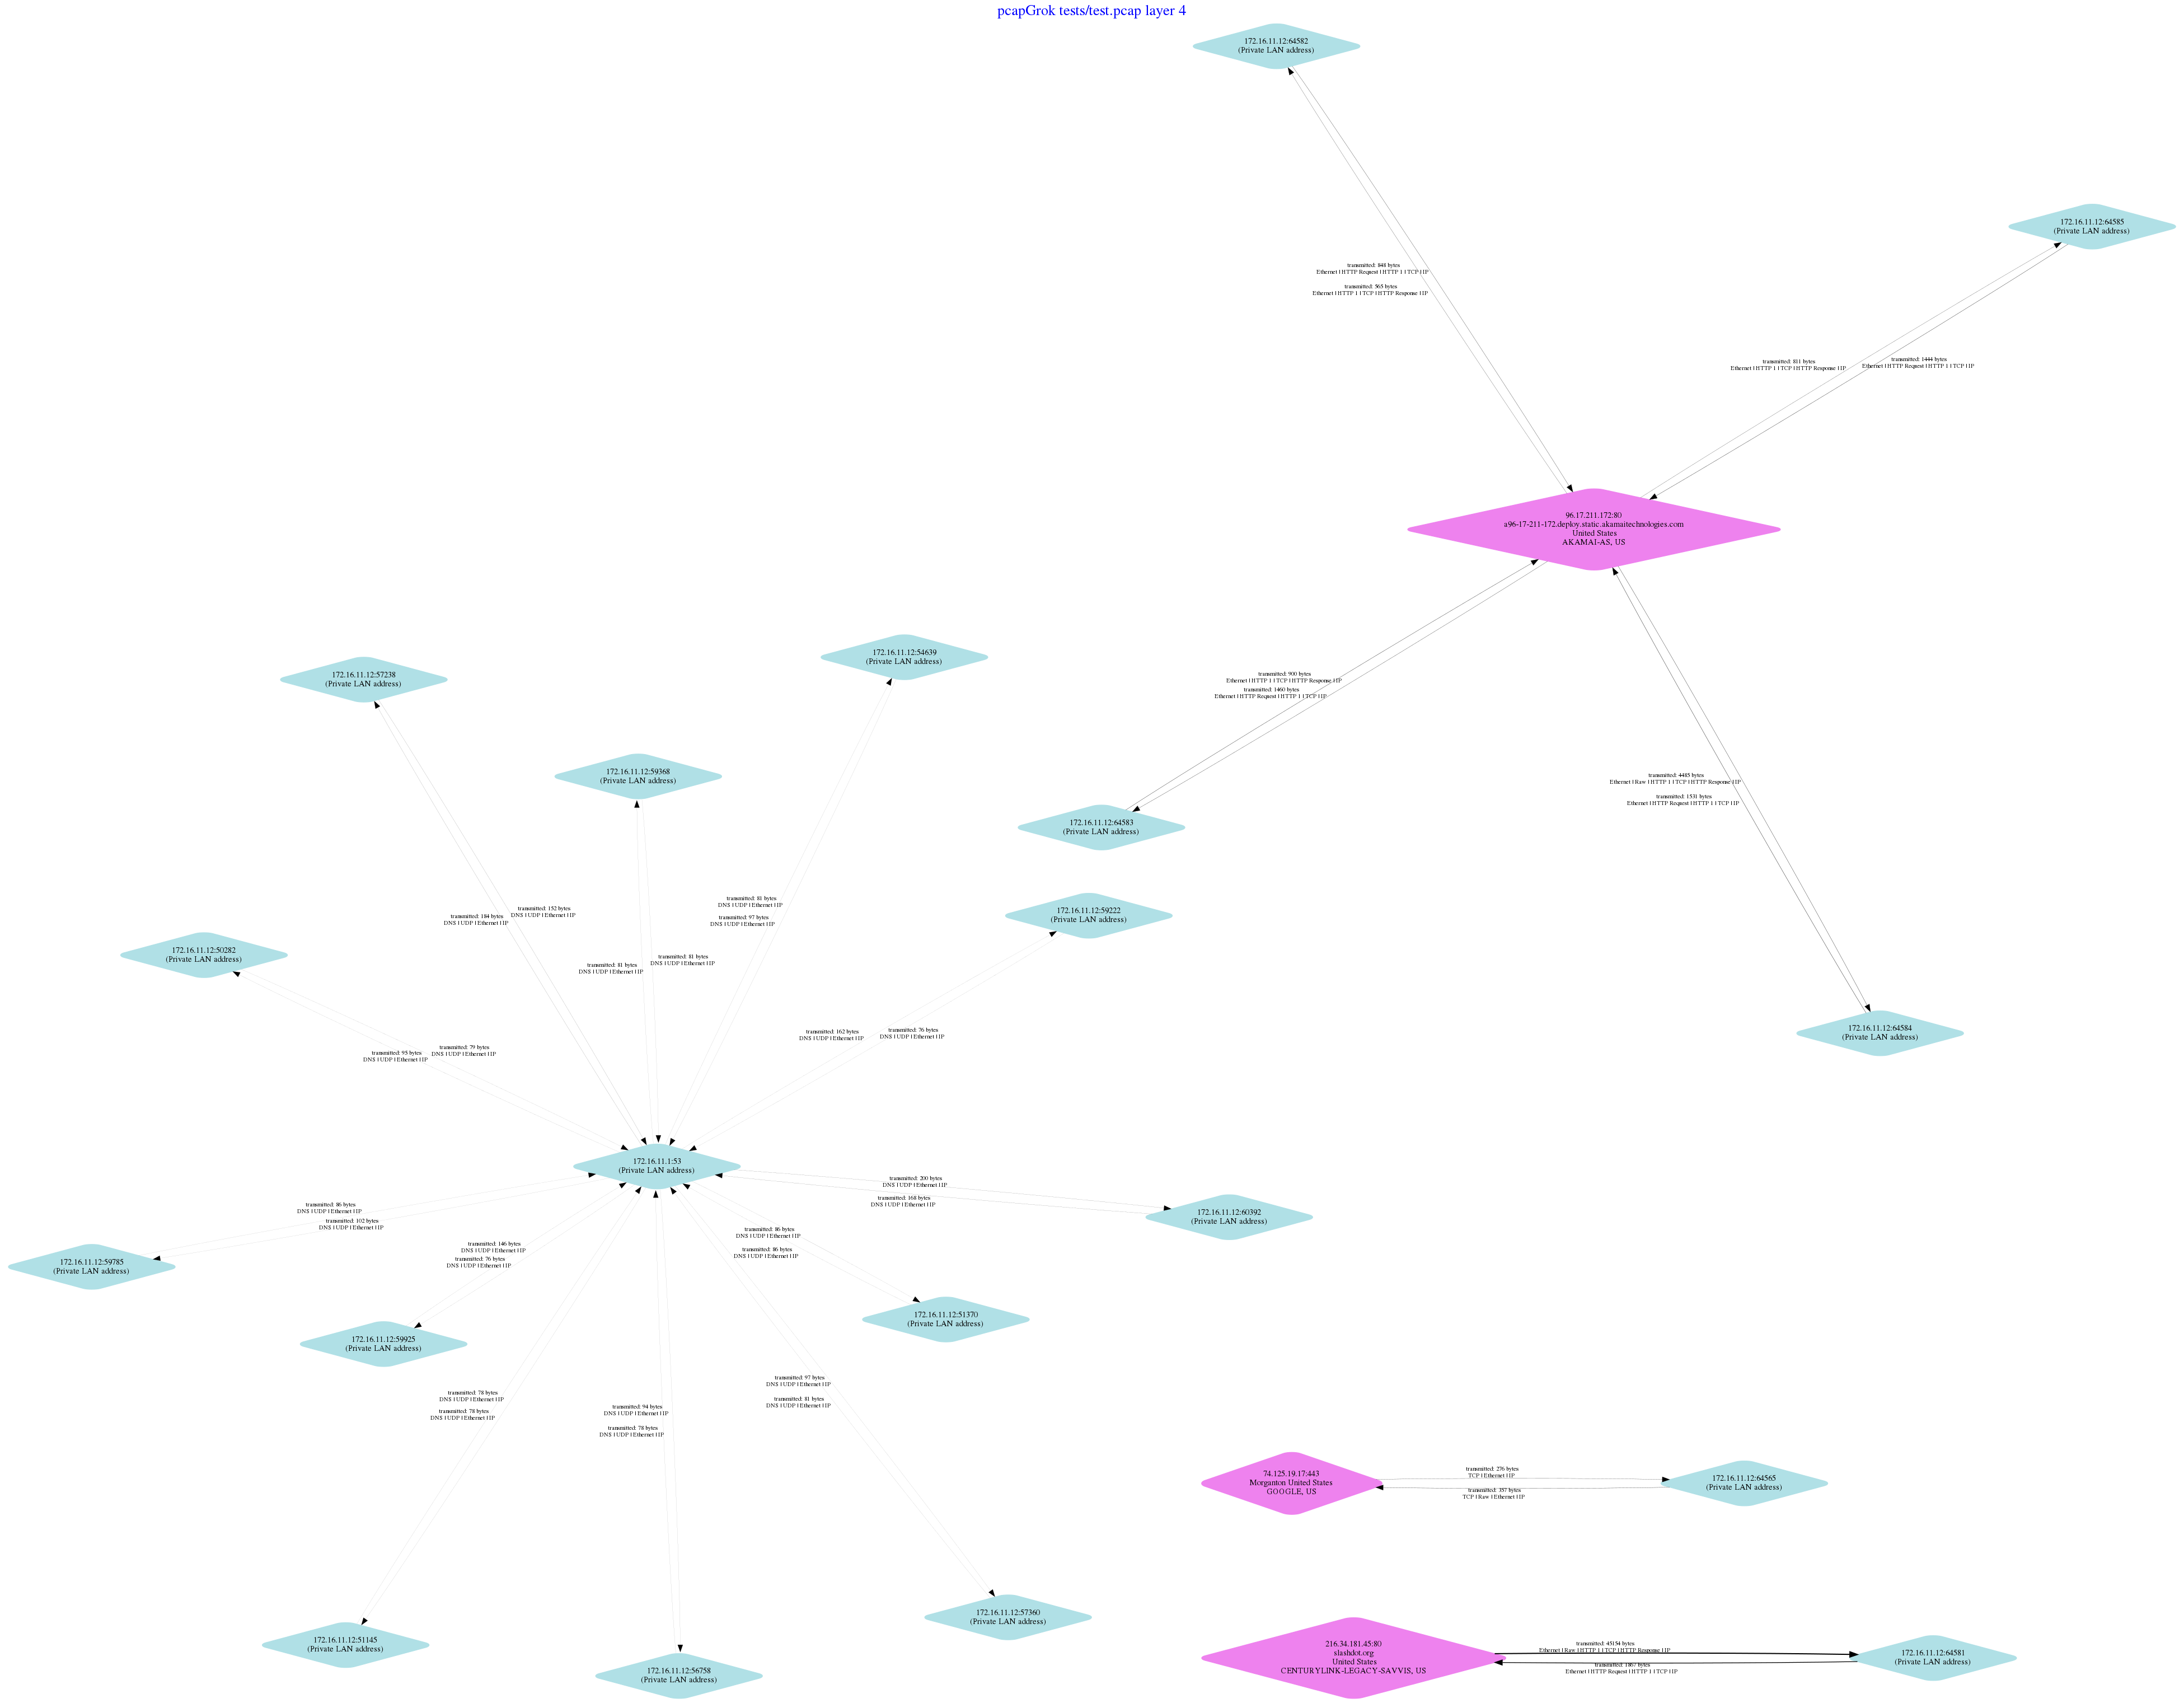 pcapGrok tests/test.pcap layer 4
172.16.11.12:64582
(Private LAN address)
172.16.11.12:64585
(Private LAN address)
transmitted: 848 bytes
Ethernet | HTTP Request | HTTP 1 | TCP | IP
transmitted: 565 bytes
Ethernet | HTTP 1 | TCP | HTTP Response | IP
transmitted: 811 bytes
Ethernet | HTTP 1 | TCP | HTTP Response | IP
transmitted: 1444 bytes
Ethernet | HTTP Request | HTTP 1 | TCP | IP
96.17.211.172:80
a96-17-211-172.deploy.static.akamaitechnologies.com
United States
AKAMAI-AS, US
172.16.11.12:54639
(Private LAN address)
172.16.11.12:57238
(Private LAN address)
transmitted: 900 bytes
Ethernet | HTTP 1 | TCP | HTTP Response | IP
transmitted: 1460 bytes
Ethernet | HTTP Request | HTTP 1 | TCP | IP
172.16.11.12:59368
(Private LAN address)
transmitted: 4485 bytes
Ethernet | Raw | HTTP 1 | TCP | HTTP Response | IP
transmitted: 1531 bytes
Ethernet | HTTP Request | HTTP 1 | TCP | IP
172.16.11.12:64583
(Private LAN address)
transmitted: 184 bytes
DNS | UDP | Ethernet | IP
transmitted: 152 bytes
DNS | UDP | Ethernet | IP
transmitted: 81 bytes
DNS | UDP | Ethernet | IP
transmitted: 97 bytes
DNS | UDP | Ethernet | IP
172.16.11.12:59222
(Private LAN address)
172.16.11.12:50282
(Private LAN address)
transmitted: 81 bytes
DNS | UDP | Ethernet | IP
transmitted: 81 bytes
DNS | UDP | Ethernet | IP
transmitted: 162 bytes
DNS | UDP | Ethernet | IP
transmitted: 76 bytes
DNS | UDP | Ethernet | IP
172.16.11.12:64584
(Private LAN address)
transmitted: 95 bytes
DNS | UDP | Ethernet | IP
transmitted: 79 bytes
DNS | UDP | Ethernet | IP
172.16.11.1:53
(Private LAN address)
transmitted: 200 bytes
DNS | UDP | Ethernet | IP
transmitted: 168 bytes
DNS | UDP | Ethernet | IP
172.16.11.12:60392
(Private LAN address)
transmitted: 86 bytes
DNS | UDP | Ethernet | IP
transmitted: 102 bytes
DNS | UDP | Ethernet | IP
172.16.11.12:59785
(Private LAN address)
transmitted: 146 bytes
DNS | UDP | Ethernet | IP
transmitted: 76 bytes
DNS | UDP | Ethernet | IP
transmitted: 86 bytes
DNS | UDP | Ethernet | IP
transmitted: 86 bytes
DNS | UDP | Ethernet | IP
172.16.11.12:59925
(Private LAN address)
172.16.11.12:51370
(Private LAN address)
transmitted: 78 bytes
DNS | UDP | Ethernet | IP
transmitted: 78 bytes
DNS | UDP | Ethernet | IP
transmitted: 94 bytes
DNS | UDP | Ethernet | IP
transmitted: 78 bytes
DNS | UDP | Ethernet | IP
transmitted: 97 bytes
DNS | UDP | Ethernet | IP
transmitted: 81 bytes
DNS | UDP | Ethernet | IP
74.125.19.17:443
Morganton United States
GOOGLE, US
transmitted: 276 bytes
TCP | Ethernet | IP
transmitted: 357 bytes
TCP | Raw | Ethernet | IP
172.16.11.12:64565
(Private LAN address)
172.16.11.12:51145
(Private LAN address)
172.16.11.12:56758
(Private LAN address)
172.16.11.12:57360
(Private LAN address)
216.34.181.45:80
slashdot.org
United States
CENTURYLINK-LEGACY-SAVVIS, US
transmitted: 45154 bytes
Ethernet | Raw | HTTP 1 | TCP | HTTP Response | IP
transmitted: 1867 bytes
Ethernet | HTTP Request | HTTP 1 | TCP | IP
172.16.11.12:64581
(Private LAN address)